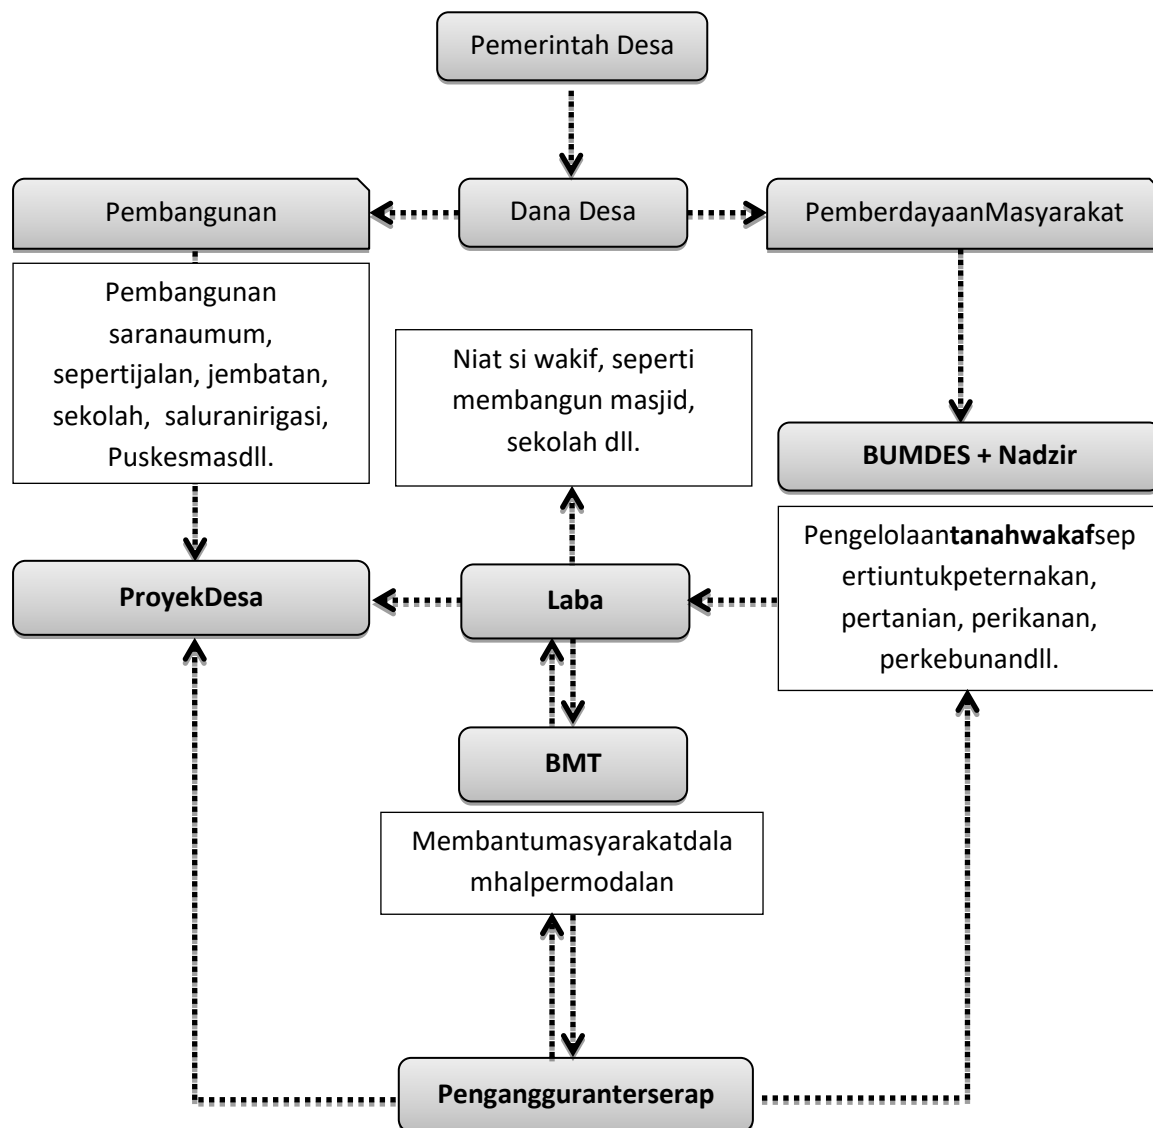 Pemerintah Desa
Pembangunan
Dana Desa
PemberdayaanMasyarakat
Pembangunan
saranaumum,
sepertijalan, jembatan,
sekolah, saluranirigasi,
Puskesmasdll.
Niat si wakif, seperti
membangun masjid,
sekolah dll.
BUMDES + Nadzir
Pengelolaantanahwakafsep
ertiuntukpeternakan,
pertanian, perikanan,
perkebunandll.
ProyekDesa
Laba
BMT
Membantumasyarakatdala
mhalpermodalan
Penganggguranterserap